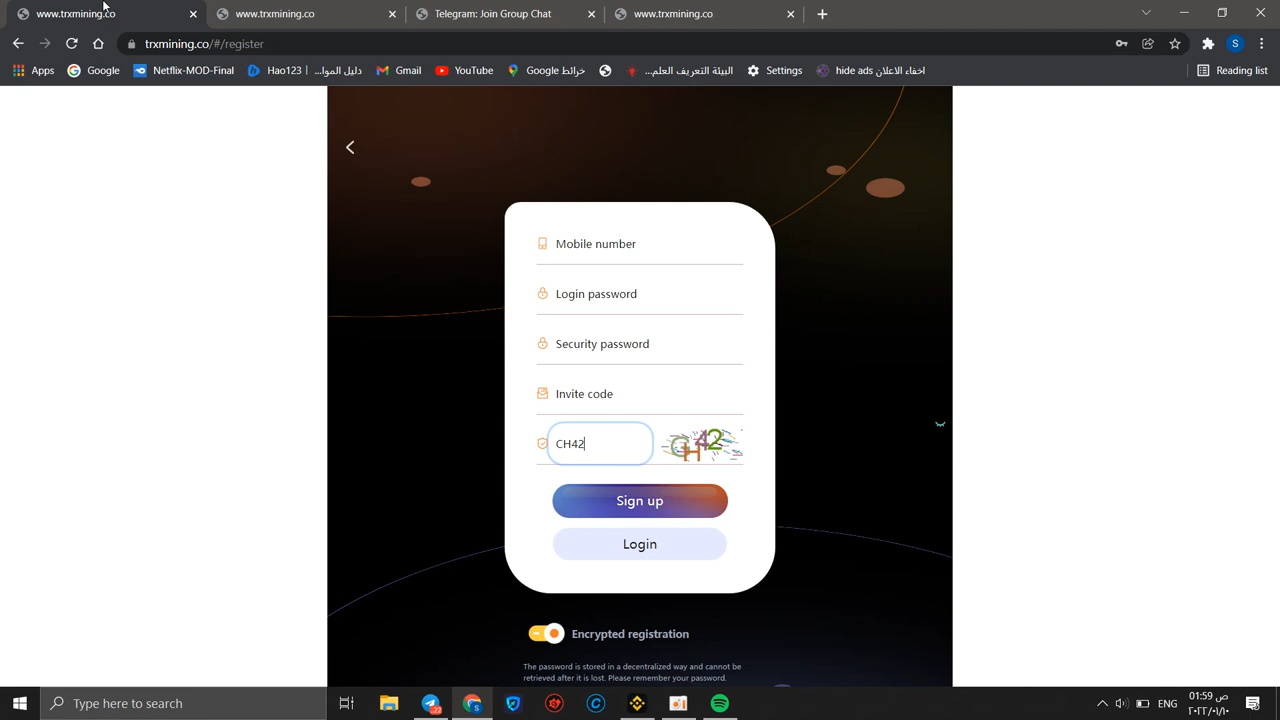 www.trxmining.co
www.trxmining.co
Telegram: Join Group Chat
www.trxmining.co
trxmining.co/#/register
Apps
Google
Netflix-MOD-Final
Hao123
دليل الموا...
Gmail
YouTube
خرائط Google
البيئة التعريف العلم...
Settings
hide ads اخفاء الاعلان
Reading list
Mobile number
Login password
Security password
Invite code
CH42
CH42
Sign up
Login
Encrypted registration
The password is stored in a decentralized way and cannot be
retrieved after it is lost. Please remember your password.
Type here to search
ENG
01:59 ص